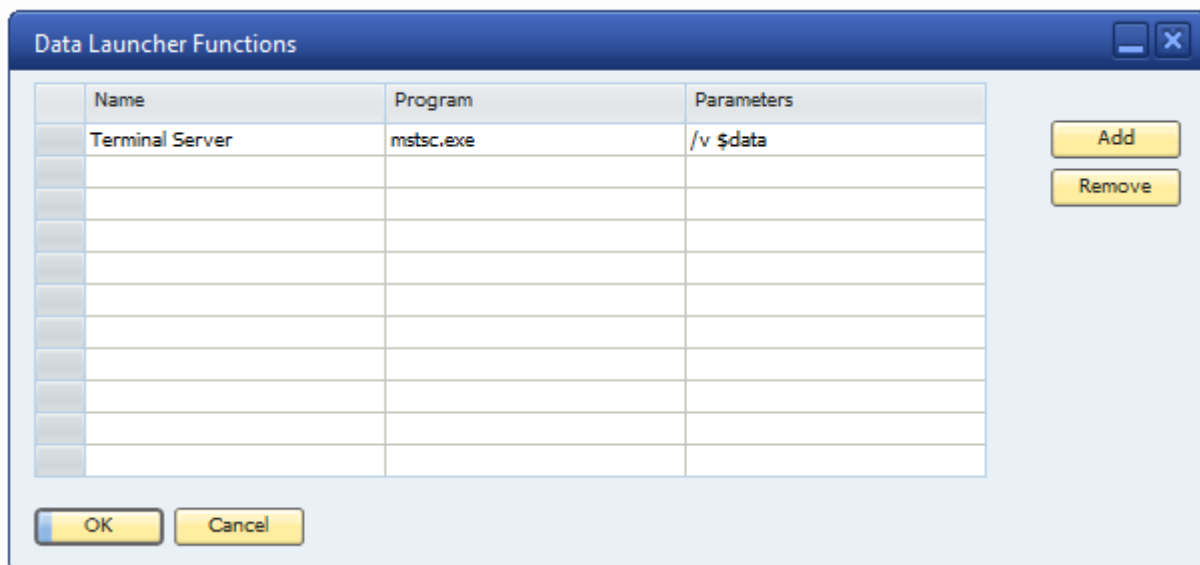 Data Launcher Functions
Name Program Parameters
Terminal Server mstsc.exe /v $data
Add
Remove
OK Cancel